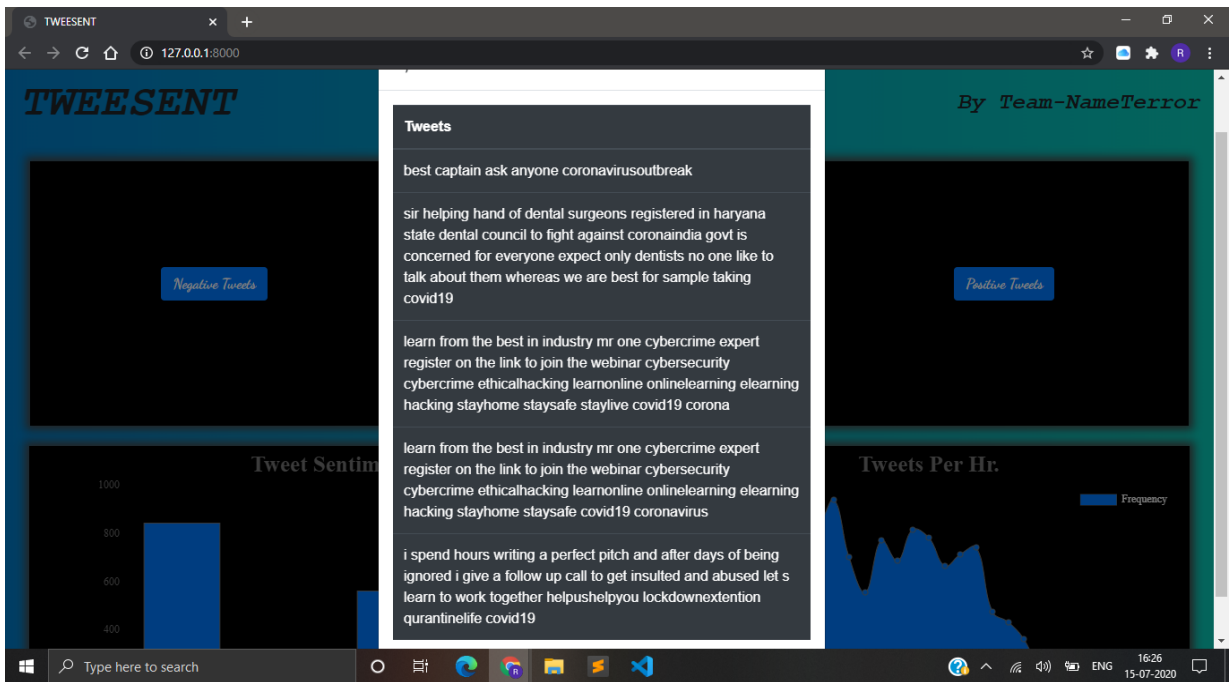 TWEESENT
127.0.0.1:8000
R
TWEESENT
By Team-NameTerror
Negative Tweets
Positive Tweets
Tweets
best captain ask anyone coronavirusoutbreak
sir helping hand of dental surgeons registered in haryana
state dental council to fight against coronaindia govt is
concerned for everyone expect only dentists no one like to
talk about them whereas we are best for sample taking
covid19
learn from the best in industry mr one cybercrime expert
register on the link to join the webinar cybersecurity
cybercrime ethicalhacking learnonline onlinelearning elearning
hacking stayhome staysafe staylive covid19 corona
learn from the best in industry mr one cybercrime expert
register on the link to join the webinar cybersecurity
cybercrime ethicalhacking learnonline onlinelearning elearning
hacking stayhome staysafe covid19 coronavirus
i spend hours writing a perfect pitch and after days of being
ignored i give a follow up call to get insulted and abused let s
learn to work together helpushelpyou lockdownextention
qurantinelife covid19
Tweet Sentim
1000
800
600
400
Tweets Per Hr.
Frequency
Type here to search
ENG
16:26
15-07-2020